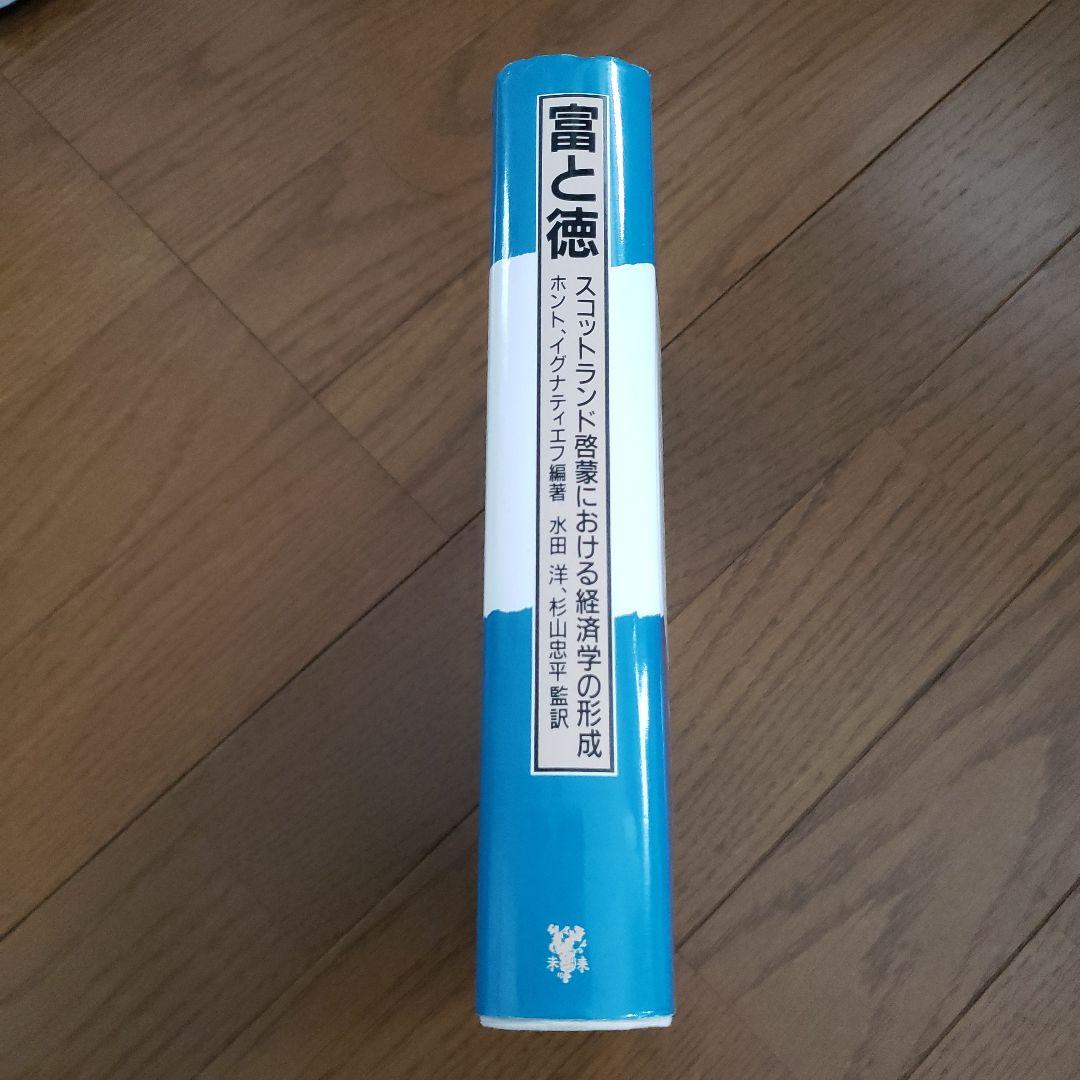 富と徳
スコットランド啓蒙における経済学の形成
ホント、イグナティエフ編著 水田 洋、杉山忠平 監訳
未来